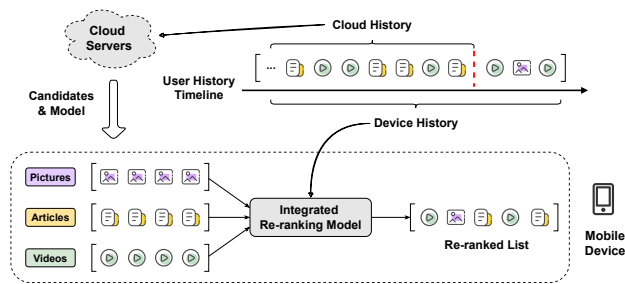 Cloud History
Cloud
Servers
...
User History
Timeline
Candidates
& Model
Device History
Pictures
Articles
Videos
Integrated
Re-ranking Model
Re-ranked List
Mobile
Device